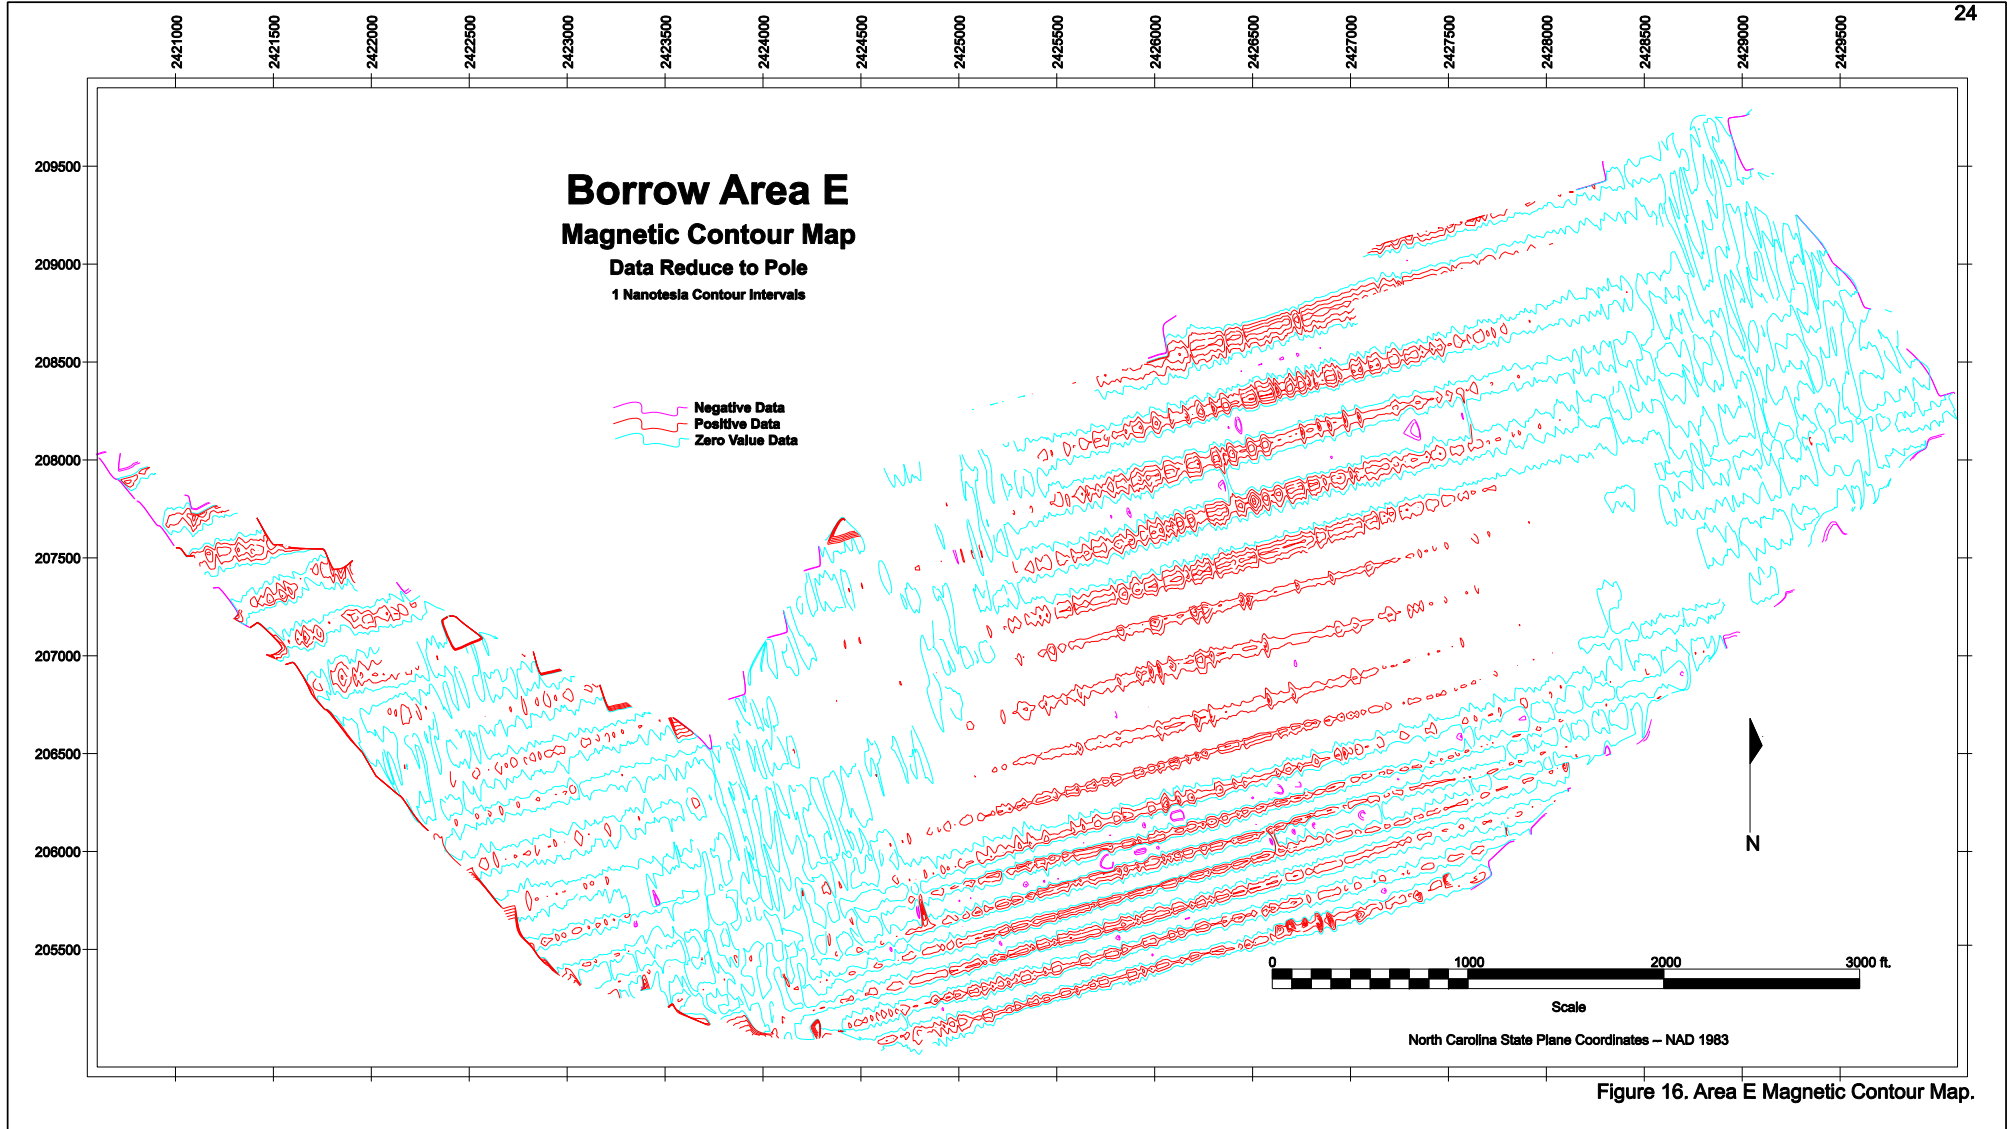 24
2421000 2421500 2422000 2422500 2423000 2423500 2424000 2424500 2425000 2425500 2426000 2426500 2427000 2427500 2428000 2428500 2429000 2429500
209500
Borrow Area E
Magnetic Contour Map
209000
Data Reduce to Pole
1 Nanotesla Contour Intervals
208500
Negative Data
Positive Data
Zero Value Data
208000
207500
207000
206500
N
206000
205500
0 1000 2000 3000 ft.
Scale
North Carolina State Plane Coordinates – NAD 1983
Figure 16. Area E Magnetic Contour Map.